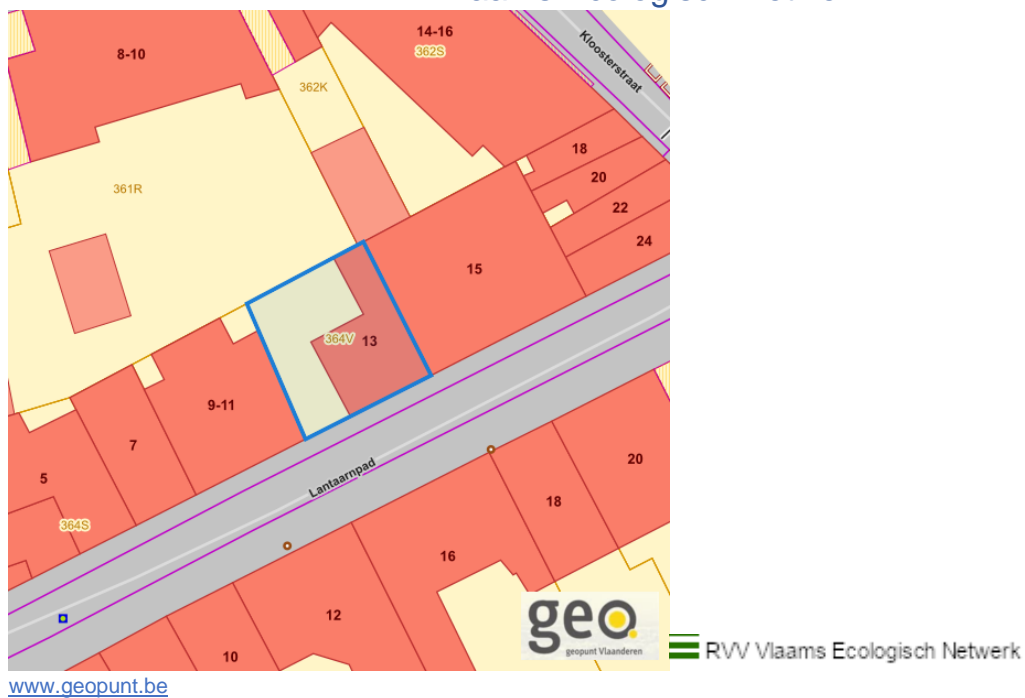 8-10
14-16
362S
Kloosterstraat
362K
18
20
361R
22
24
15
364V
13
9-11
7
5
Lantaarnpad
20
18
364S
16
12
10
geo
geopunt Vlaanderen
RVV Vlaams Ecologisch Netwerk
www.geopunt.be